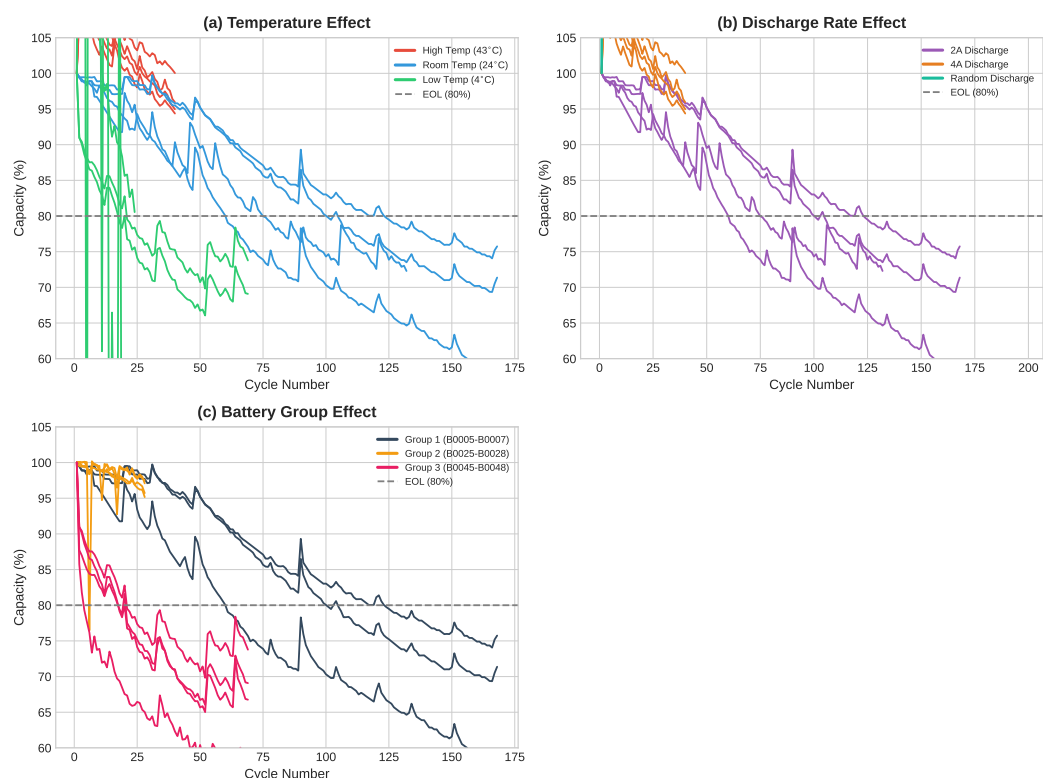 (a) Temperature Effect
105
100
95
90
85
80
75
70
65
60
Capacity (%)
High Temp (43°C)
Room Temp (24°C)
Low Temp (4°C)
EOL (80%)
0 25 50 75 100 125 150 175
Cycle Number
(b) Discharge Rate Effect
105
100
95
90
85
80
75
70
65
60
Capacity (%)
2A Discharge
4A Discharge
Random Discharge
EOL (80%)
0 25 50 75 100 125 150 175 200
Cycle Number
(c) Battery Group Effect
105
100
95
90
85
80
75
70
65
60
Capacity (%)
Group 1 (B0005-B0007)
Group 2 (B0025-B0028)
Group 3 (B0045-B0048)
EOL (80%)
0 25 50 75 100 125 150 175
Cycle Number